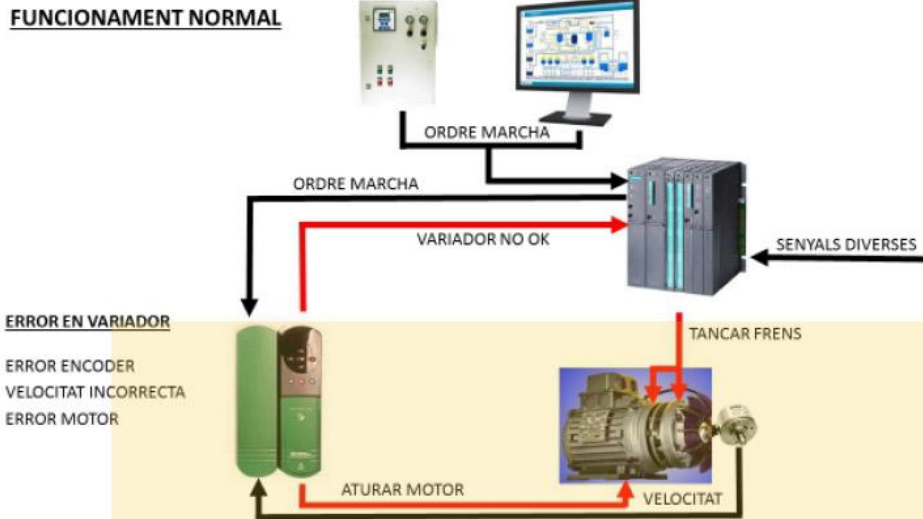 FUNCIONAMENT NORMAL
ORDRE MARCHA
ORDRE MARCHA
VARIADOR NO OK
SENYALS DIVERSES
ERROR EN VARIADOR
TANCAR FRENS
ERROR ENCODER
VELOCITAT INCORRECTA
ERROR MOTOR
ATURAR MOTOR
VELOCITAT